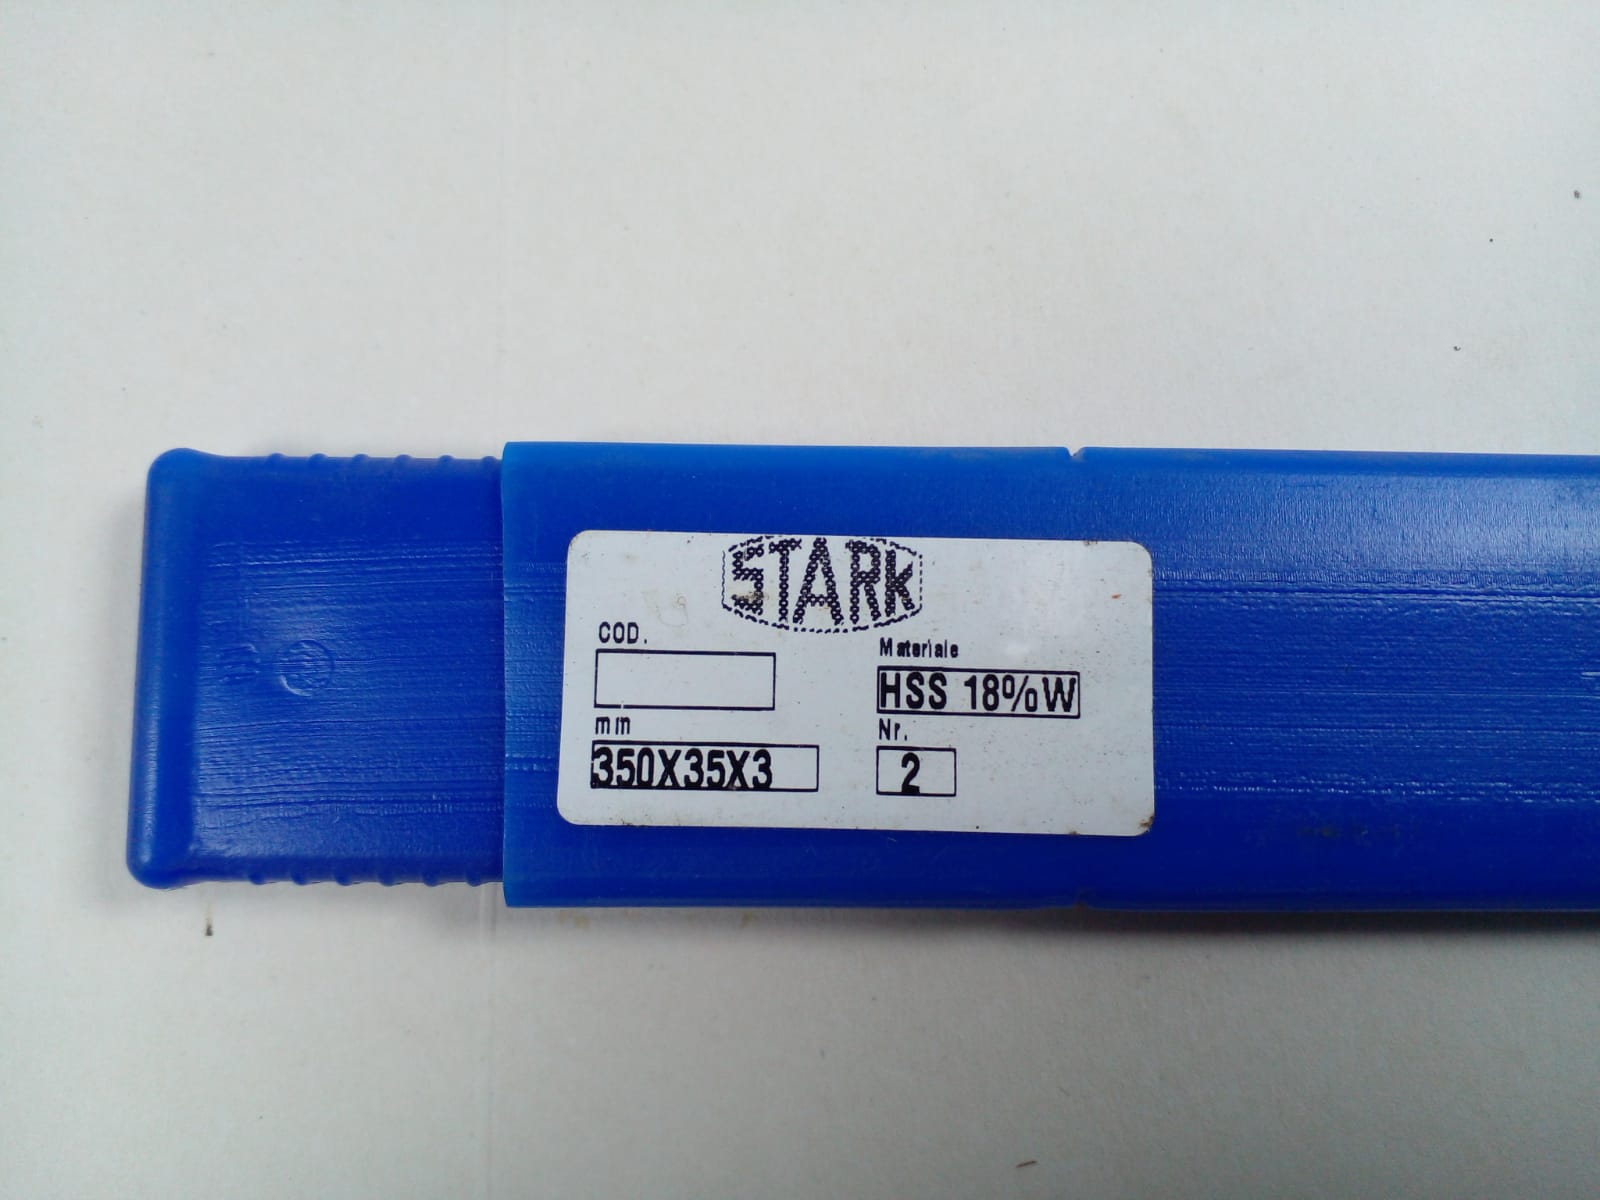 STARK
COD.
Materiale
HSS 18%W
mm
Nr.
350X35X3
2